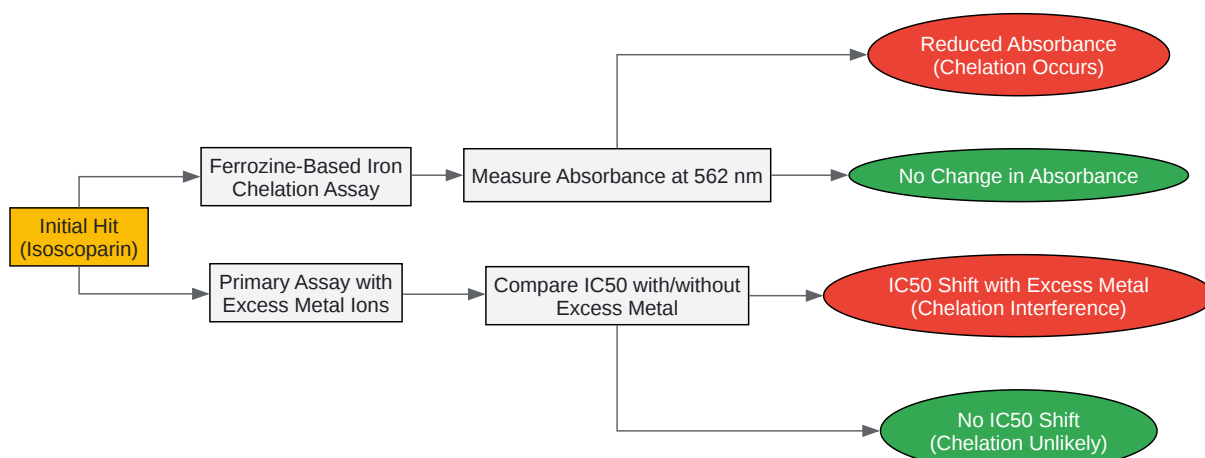 Reduced Absorbance
(Chelation Occurs)
Ferrozine-Based Iron
Chelation Assay
Measure Absorbance at 562 nm
No Change in Absorbance
Initial Hit
(Isoscoparin)
Primary Assay with
Excess Metal Ions
Compare IC50 with/without
Excess Metal
IC50 Shift with Excess Metal
(Chelation Interference)
No IC50 Shift
(Chelation Unlikely)